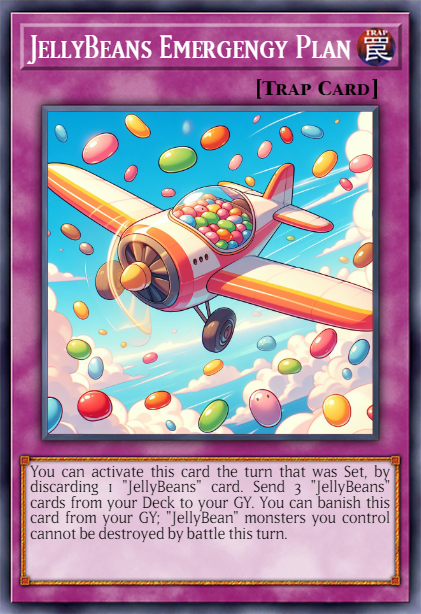 JellyBeans Emergengy Plan
TRAP
罠
[Trap Card]
You can activate this card the turn that was Set, by
discarding 1 "JellyBeans" card. Send 3 "JellyBeans"
cards from your Deck to your GY. You can banish this
card from your GY; "JellyBean" monsters you control
cannot be destroyed by battle this turn.